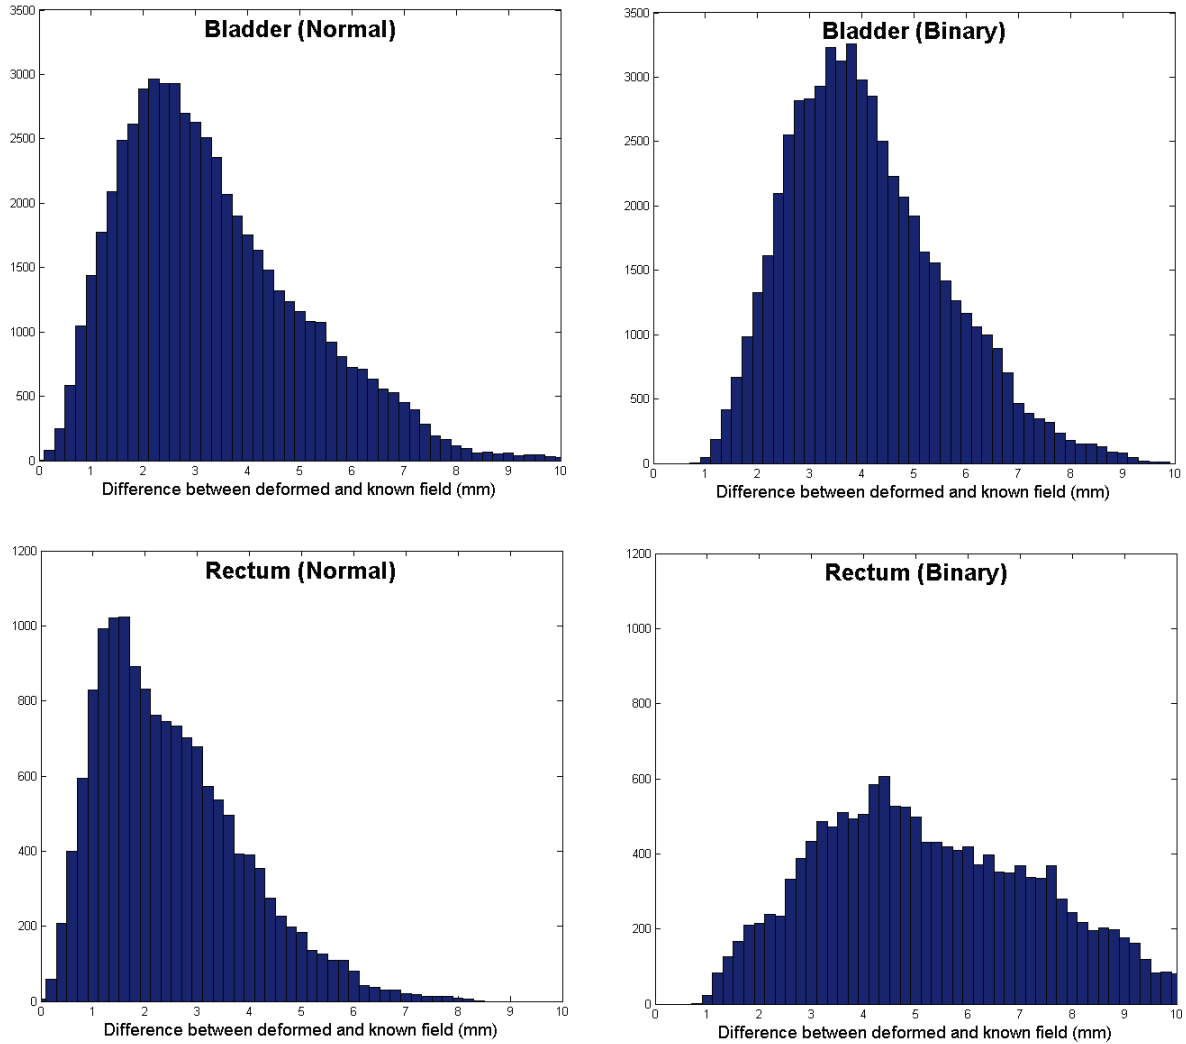 Bladder (Normal)
3500
3000
2500
2000
1500
1000
500
0
0 1 2 3 4 5 6 7 8 9 10
Difference between deformed and known field (mm)
Bladder (Binary)
3500
3000
2500
2000
1500
1000
500
0
0 1 2 3 4 5 6 7 8 9 10
Difference between deformed and known field (mm)
Rectum (Normal)
1200
1000
800
600
400
200
0
0 1 2 3 4 5 6 7 8 9 10
Difference between deformed and known field (mm)
Rectum (Binary)
1200
1000
800
600
400
200
0
0 1 2 3 4 5 6 7 8 9 10
Difference between deformed and known field (mm)